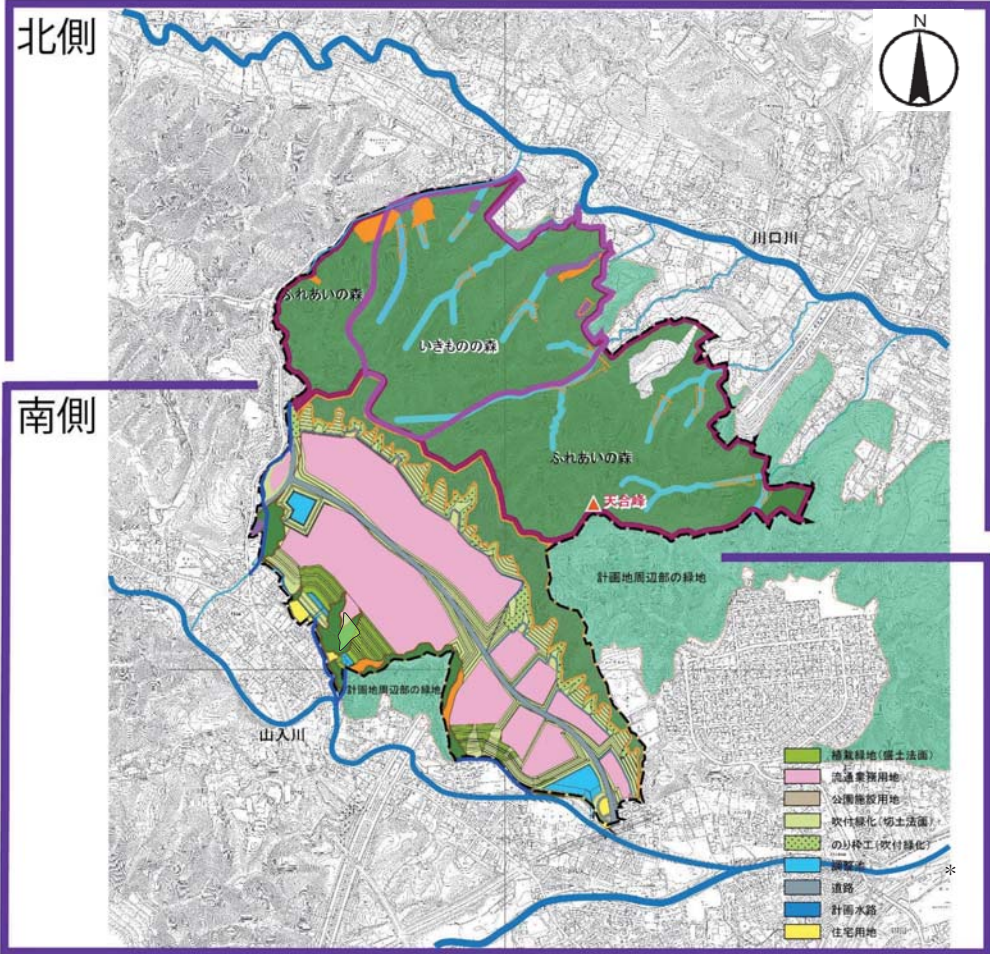 北側
N
川口川
ふれあいの森
いきものの森
南側
ふれあいの森
天合峰
計画地周辺部の緑地
計画地周辺部の緑地
山入川
植栽緑地(盛土法面)
流通業務用地
公園施設用地
吹付緑化(切土法面)
のり枠工(吹付緑化)
調整池
*
道路
計画水路
住宅用地